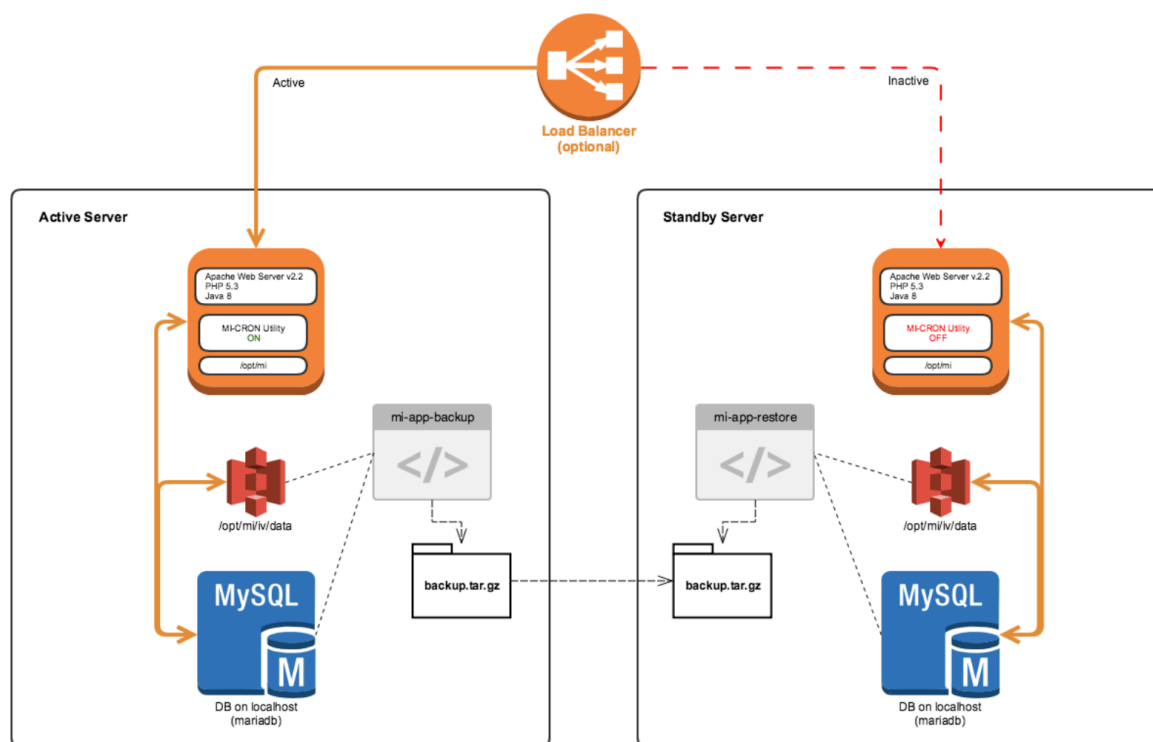 Active
Inactive
Load Balancer
(optional)
Active Server
Standby Server
Apache Web Server v2.2
PHP 5.3
Java 8
MI-CRON Utility
ON
/opt/mi
Apache Web Server v.2.2
PHP 5.3
Java 8
MI-CRON Utility
OFF
/opt/mi
mi-app-backup
</>
mi-app-restore
</>
/opt/mi/iv/data
/opt/mi/iv/data
backup.tar.gz
backup.tar.gz
MySQL
M
DB on localhost
(mariadb)
MySQL
M
DB on localhost
(mariadb)